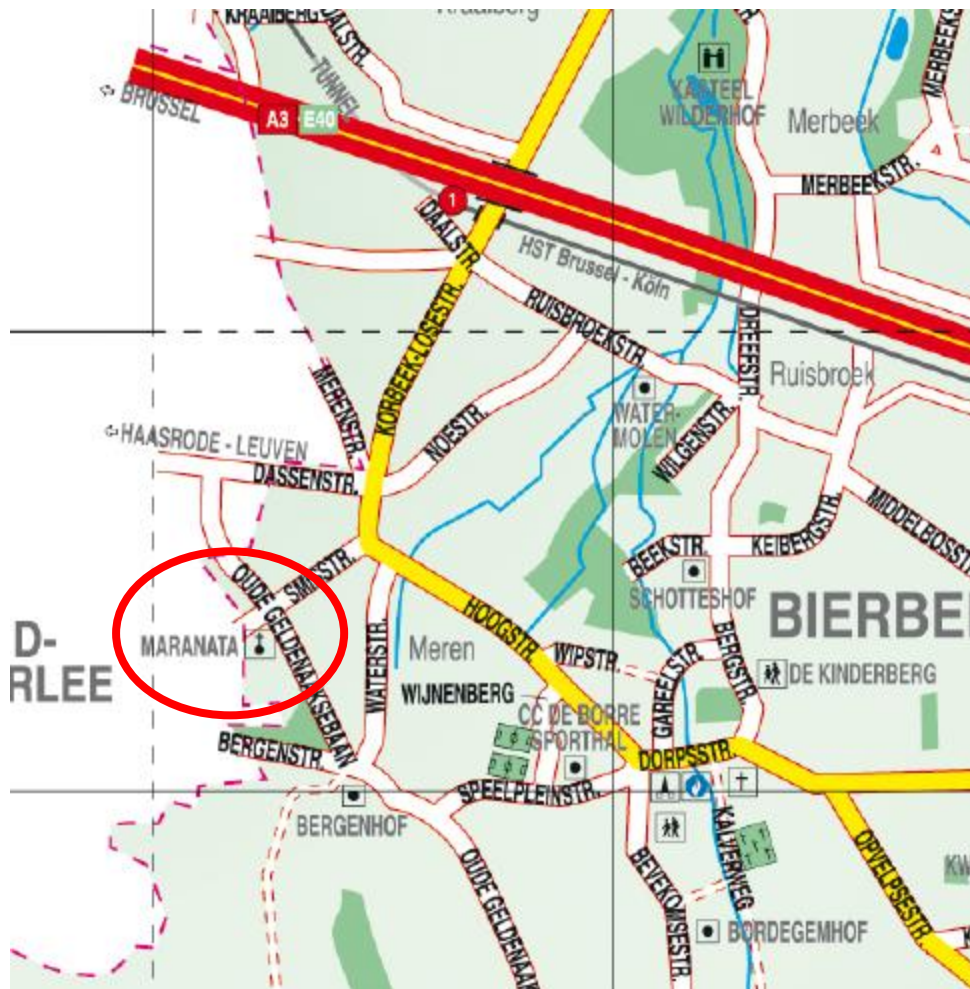 KRAAIBERG
DALSTR.
Kraaiberg
TUNNEL
BRUSSEL
A3
E40
KASTEEL
WILDERHOF
Merbeek
MERBEEKSTR.
1
DAALSTR.
HST Brussel - Köln
RUISBROEKSTR.
KORBEEK-LOSESTR.
DREEFSTR.
Ruisbroek
MERENSTR.
NOESTR.
WATER-
MOLEN
WILGENSTR.
HAASRODE - LEUVEN
DASSENSTR.
MIDDELBOSSTR
KEIBERGSTR.
BEEKSTR.
SMISSTR.
OUDE GELDENAAKSEBAAN
SCHOTTESHOF
HOOGSTR.
BIERBE
D-
RLEE
MARANATA
WATERSTR.
Meren
WIPSTR.
GAREELSTR.
BERGSTR.
DE KINDERBERG
WIJNENBERG
CC DE BORRE
SPORTHAL
BERGENSTR.
DORPSSTR.
SPEELPLEINSTR.
BERGENHOF
KALVERWEG
OPVELPSESTR.
OUDE GELDENAAK
BEVEKOMSESTR.
KW
BORDEGEMHOF